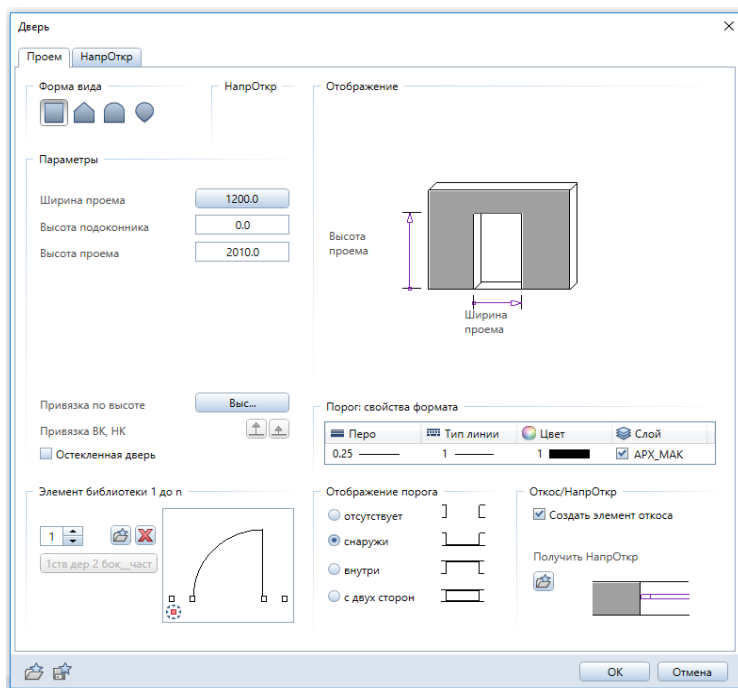 Дверь
Проем
НапрОткр
Форма вида
НапрОткр
Отображение
Параметры
Ширина проема
1200.0
Высота подоконника
0.0
Высота проема
2010.0
Высота
проема
Ширина
проема
Привязка по высоте
Выс...
Привязка ВК, НК
Остекленная дверь
Порог: свойства формата
Перо
Тип линии
Цвет
Слой
0.25
1
1
АРХ_МАК
Элемент библиотеки 1 до n
1
1ств дер 2 бок__част
Отображение порога
отсутствует
снаружи
внутри
с двух сторон
Откос/НапрОткр
Создать элемент откоса
Получить НапрОткр
ОК
Отмена